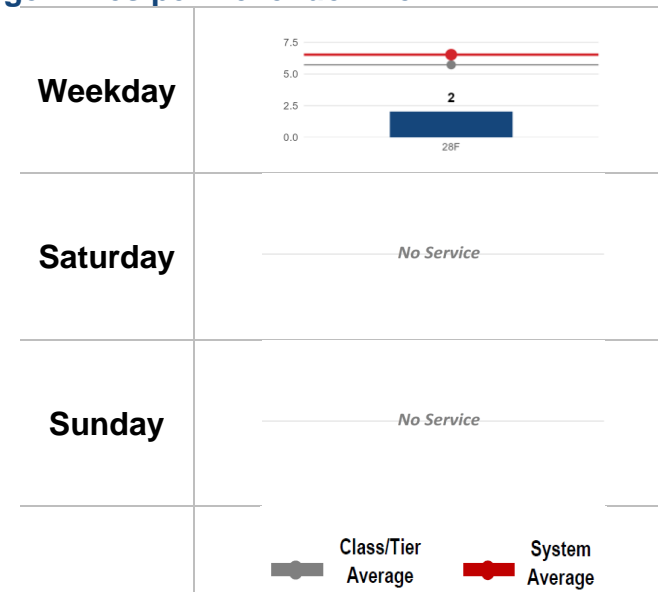 Weekday
7.5
5.0
2.5
0.0
2
28F
Saturday
No Service
Sunday
No Service
Class/Tier
Average
System
Average